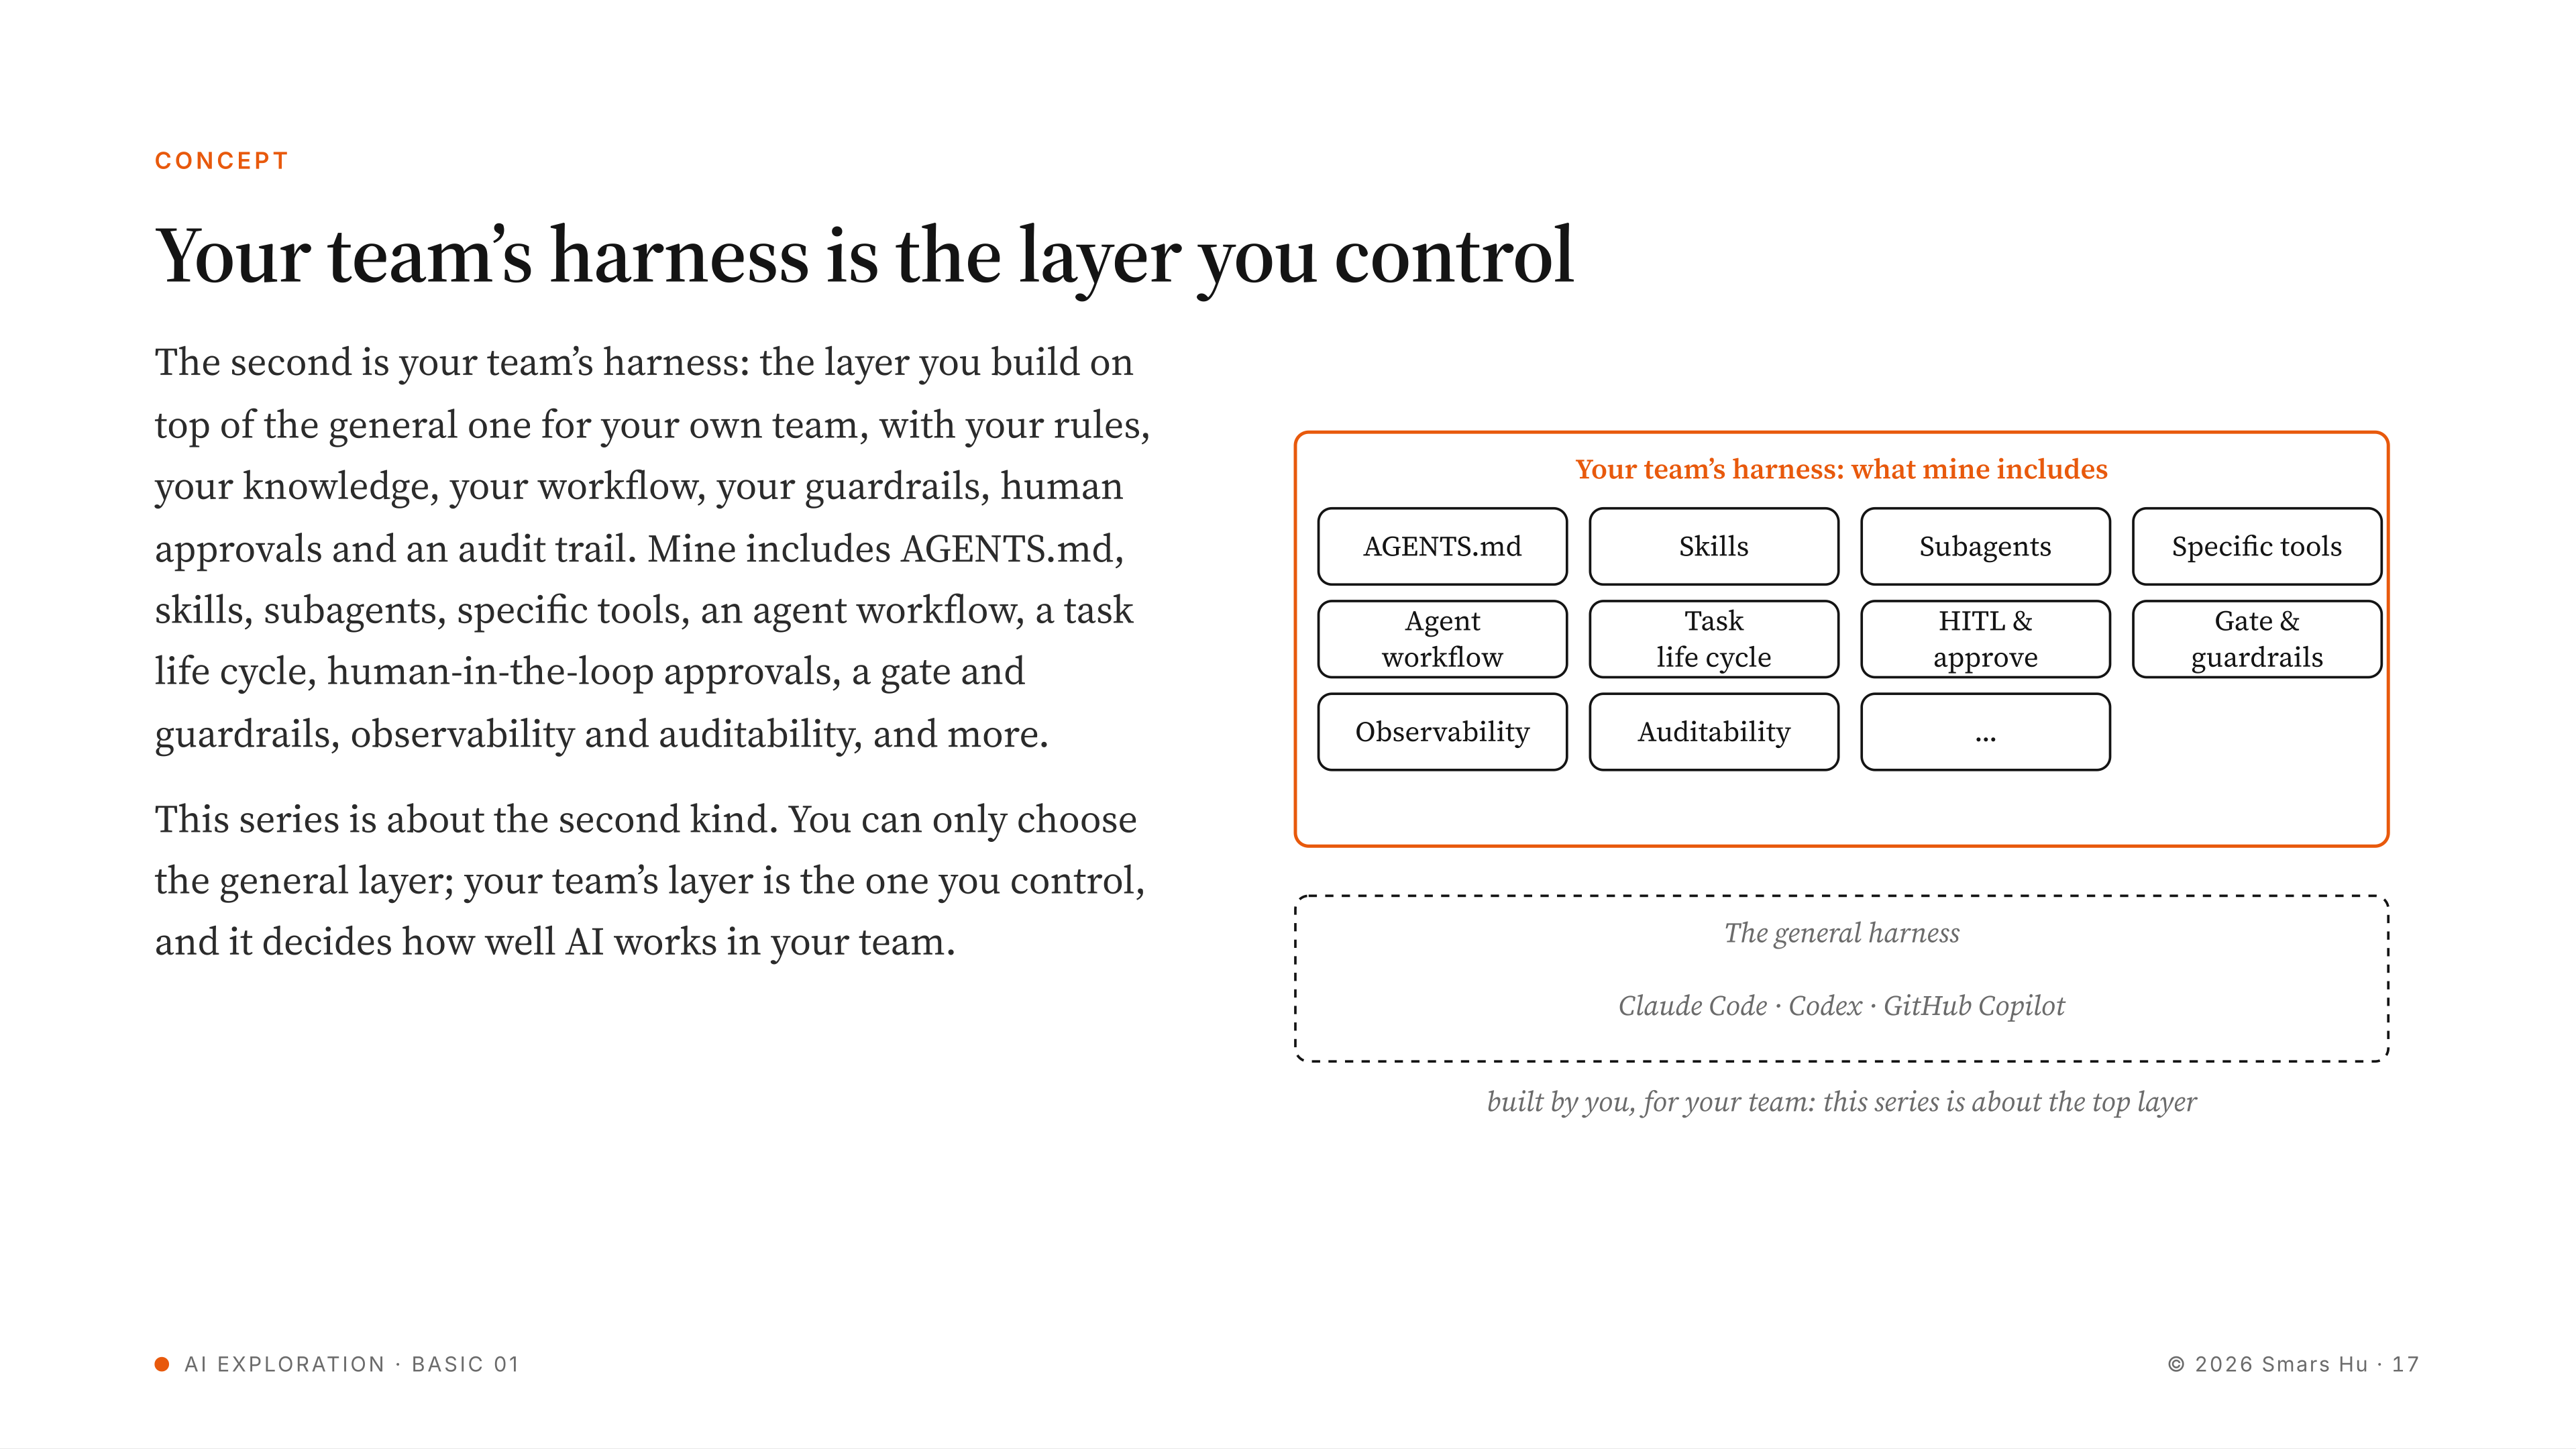 CONCEPT
Your team’s harness is the layer you control
The second is your team’s harness: the layer you build on
top of the general one for your own team, with your rules,
your knowledge, your workflow, your guardrails, human
approvals and an audit trail. Mine includes AGENTS.md,
skills, subagents, specific tools, an agent workflow, a task
life cycle, human-in-the-loop approvals, a gate and
guardrails, observability and auditability, and more.
This series is about the second kind. You can only choose
the general layer; your team’s layer is the one you control,
and it decides how well AI works in your team.
Your team’s harness: what mine includes
AGENTS.md
Skills
Subagents
Specific tools
Agent
workflow
Task
life cycle
HITL &
approve
Gate &
guardrails
Observability
Auditability
...
The general harness
Claude Code · Codex · GitHub Copilot
built by you, for your team: this series is about the top layer
AI EXPLORATION · BASIC 01
© 2026 Smars Hu · 17